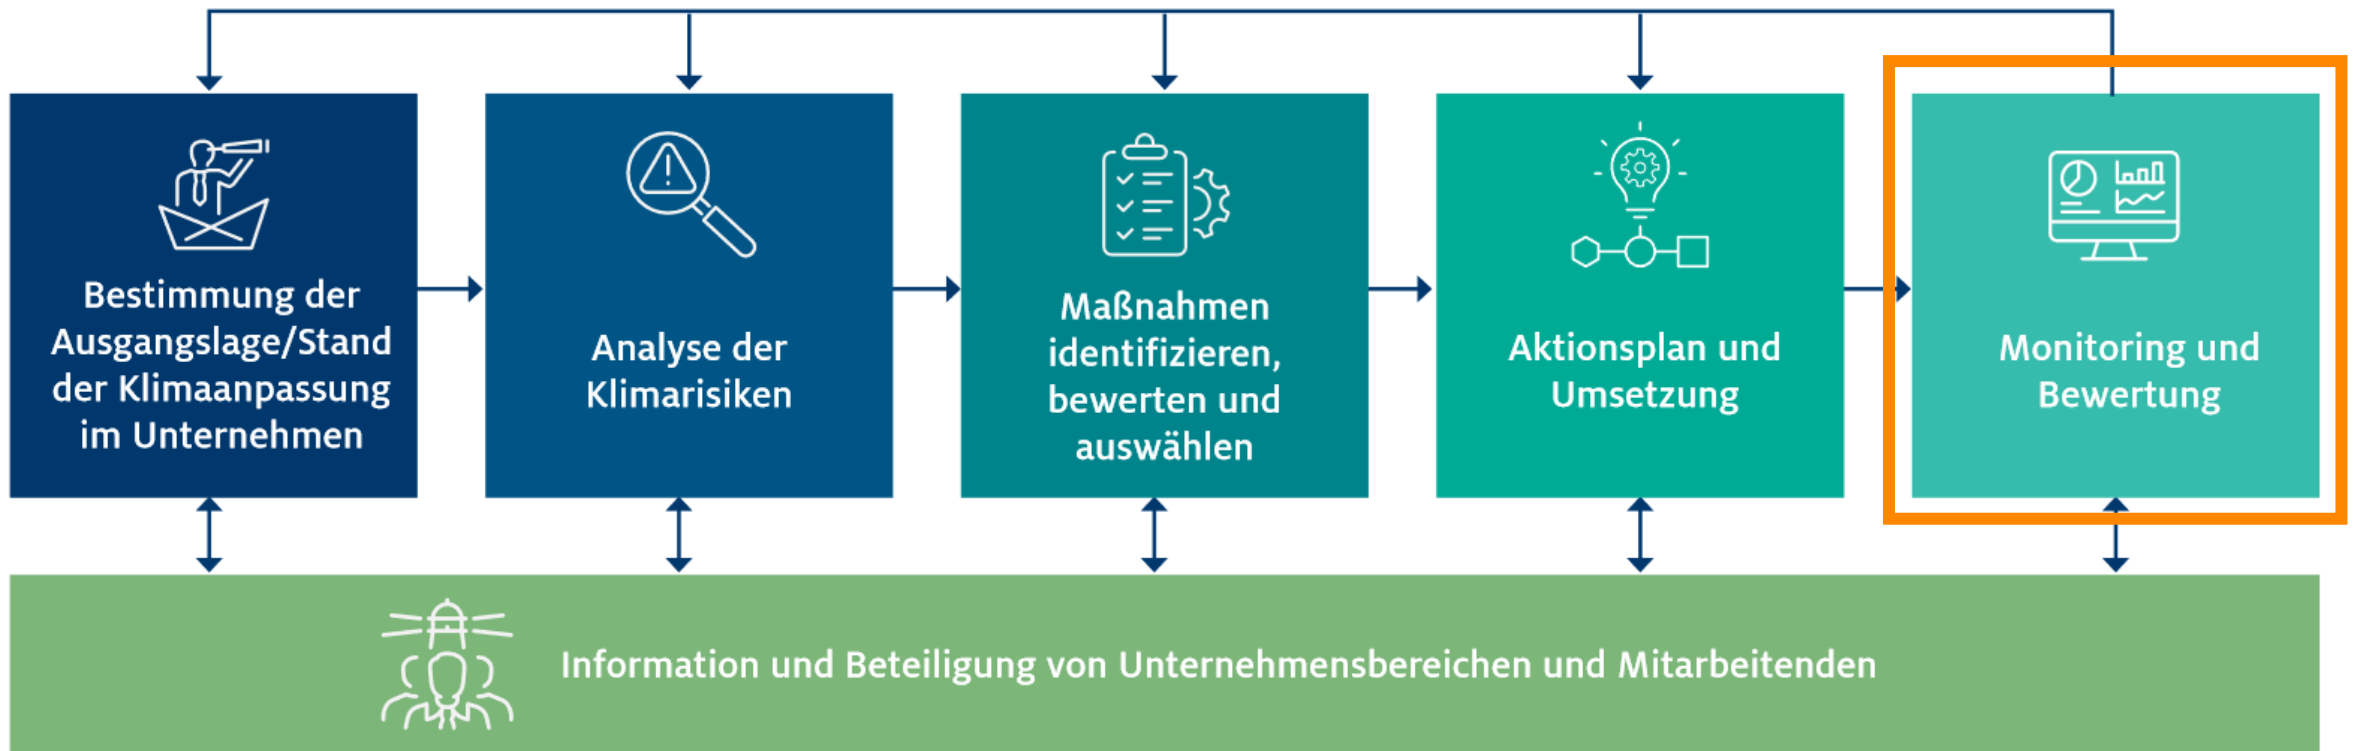 Bestimmung der
Ausgangslage/Stand
der Klimaanpassung
im Unternehmen
Analyse der
Klimarisiken
Maßnahmen
identifizieren,
bewerten und
auswählen
Aktionsplan und
Umsetzung
Monitoring und
Bewertung
Information und Beteiligung von Unternehmensbereichen und Mitarbeitenden